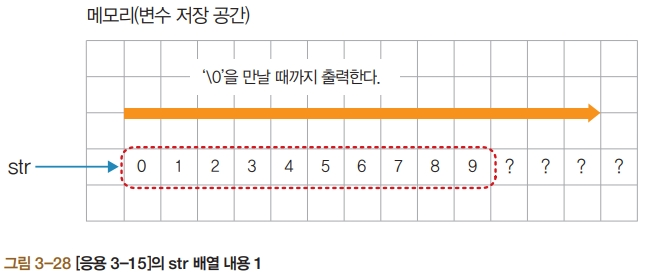 메모리(변수 저장 공간)
‘\0’을 만날 때까지 출력한다.
str 0 1 2 3 4 5 6 7 8 9 ? ? ? ?
그림 3-28 [응용 3-15]의 str 배열 내용 1